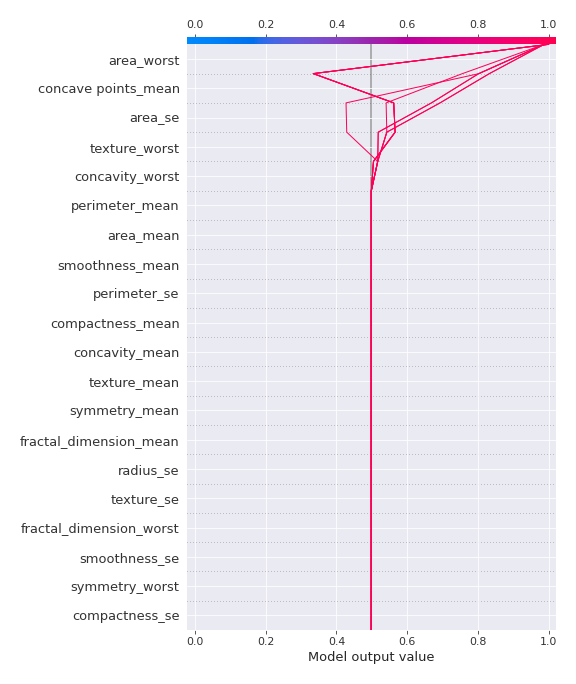 0.0 0.2 0.4 0.6 0.8 1.0
area_worst
concave points_mean
area_se
texture_worst
concavity_worst
perimeter_mean
area_mean
smoothness_mean
perimeter_se
compactness_mean
concavity_mean
texture_mean
symmetry_mean
fractal_dimension_mean
radius_se
texture_se
fractal_dimension_worst
smoothness_se
symmetry_worst
compactness_se
0.0 0.2 0.4 0.6 0.8 1.0
Model output value